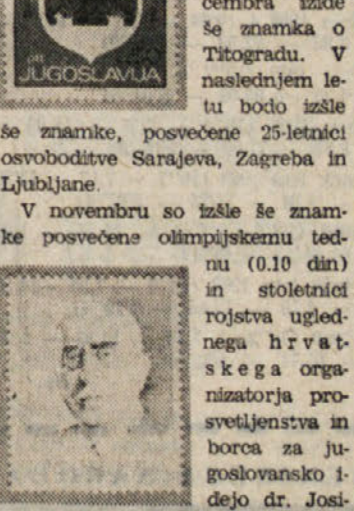 cembra izide
še znamka o
Titogradu. V
naslednjem le-
tu bodo izšle
še znamke, posvečene 25-letnici
osvoboditve Sarajeva, Zagreba in
Ljubljane.
V novembru so izšle še znam-
ke posvečene olimpijskemu ted-
nu (0.10 din)
in stoletnici
rojstva ugled-
nega hrvat-
skega orga-
nizatorja pro-
svetljenstva in
borca za ju-
goslovansko i-
dejo dr. Josi-
JUGOSLAVIJA